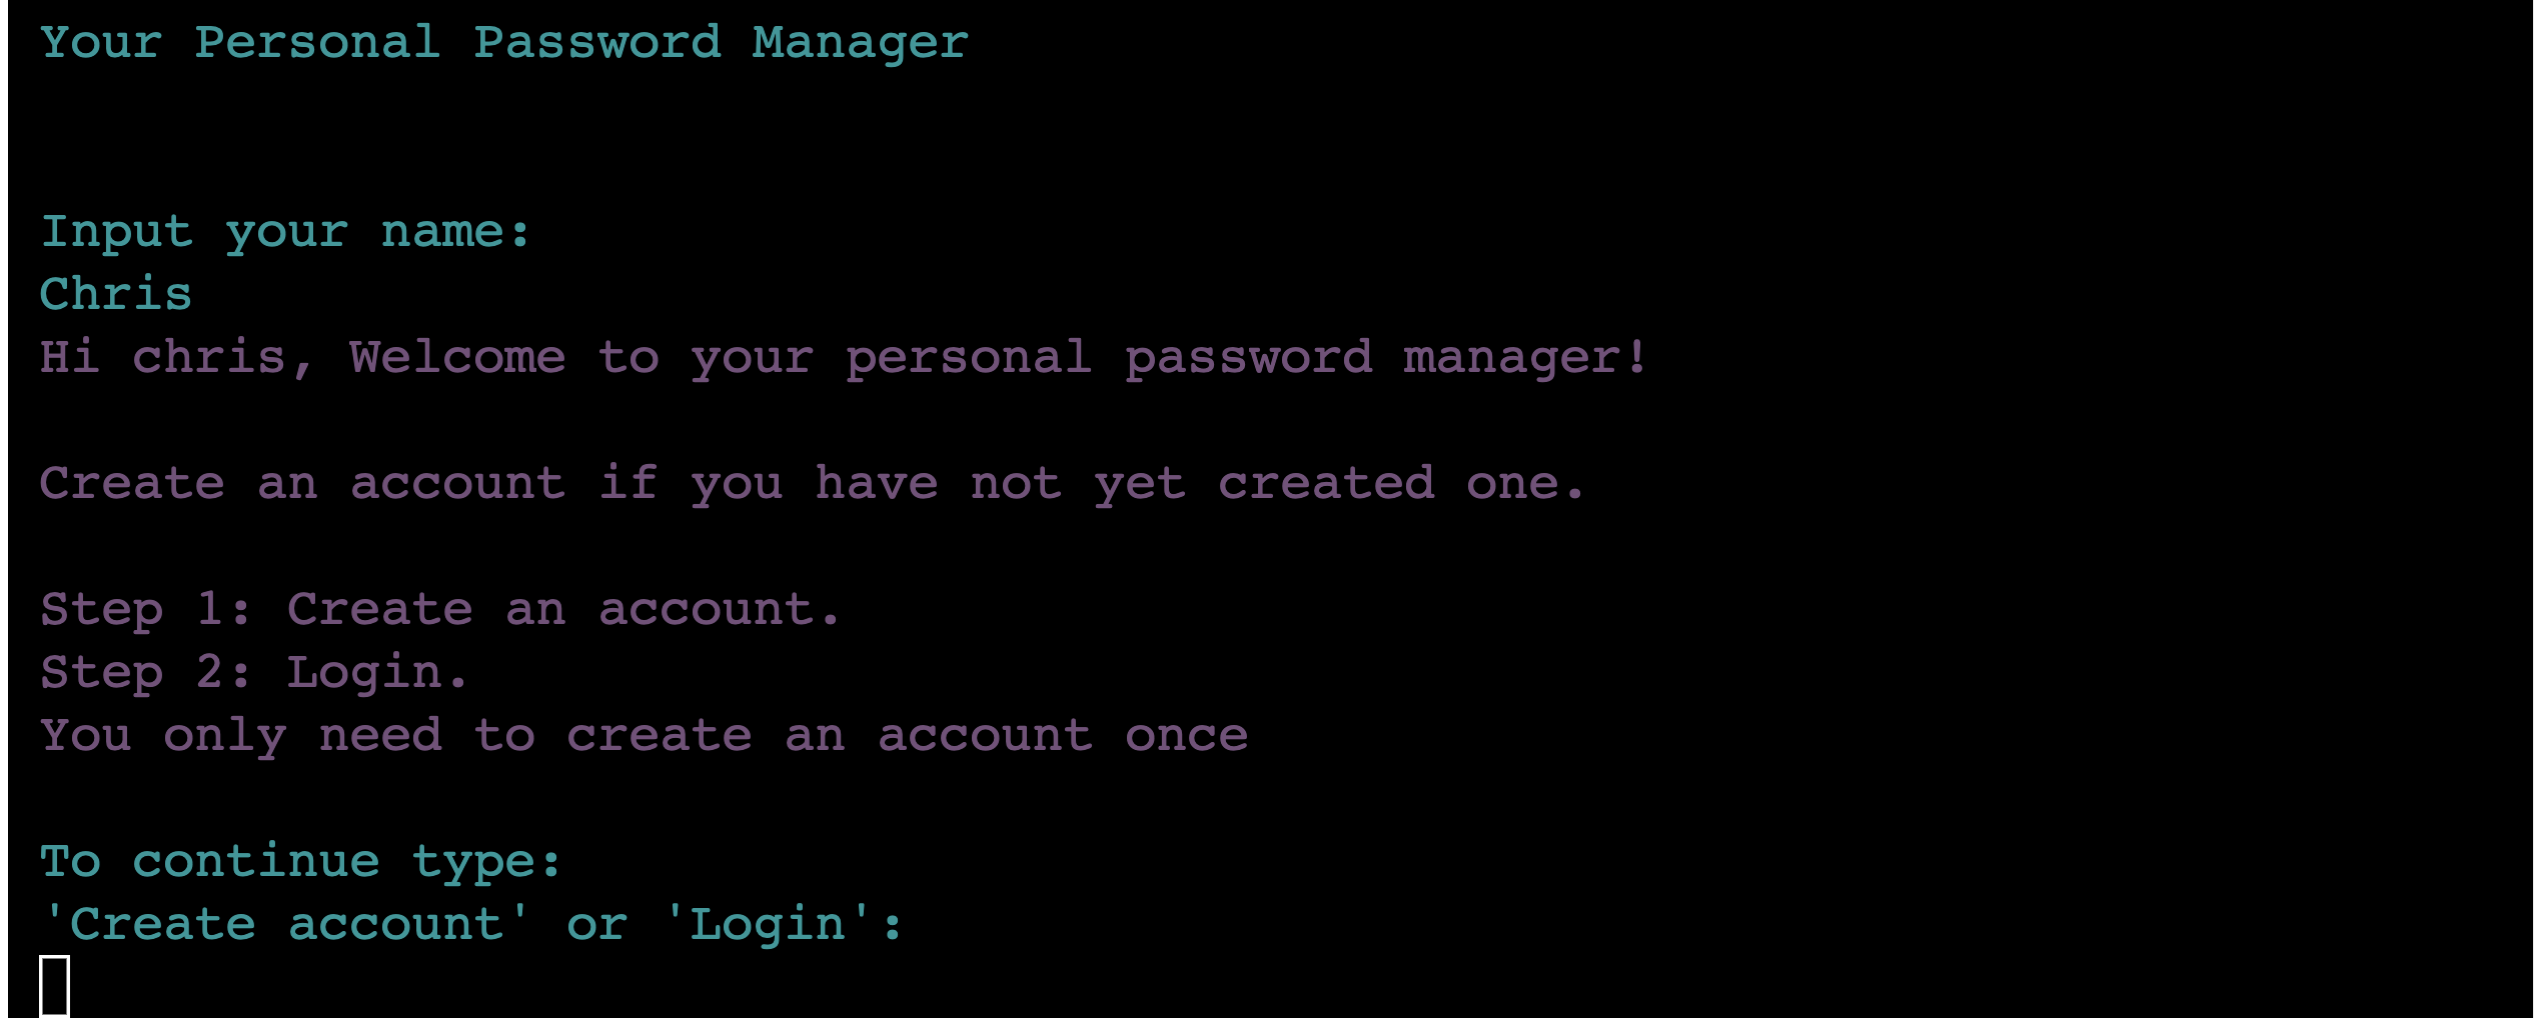 Your Personal Password Manager
Input your name:
Chris
Hi chris, Welcome to your personal password manager!
Create an account if you have not yet created one.
Step 1: Create an account.
Step 2: Login.
You only need to create an account once
To continue type:
'Create account' or 'Login':